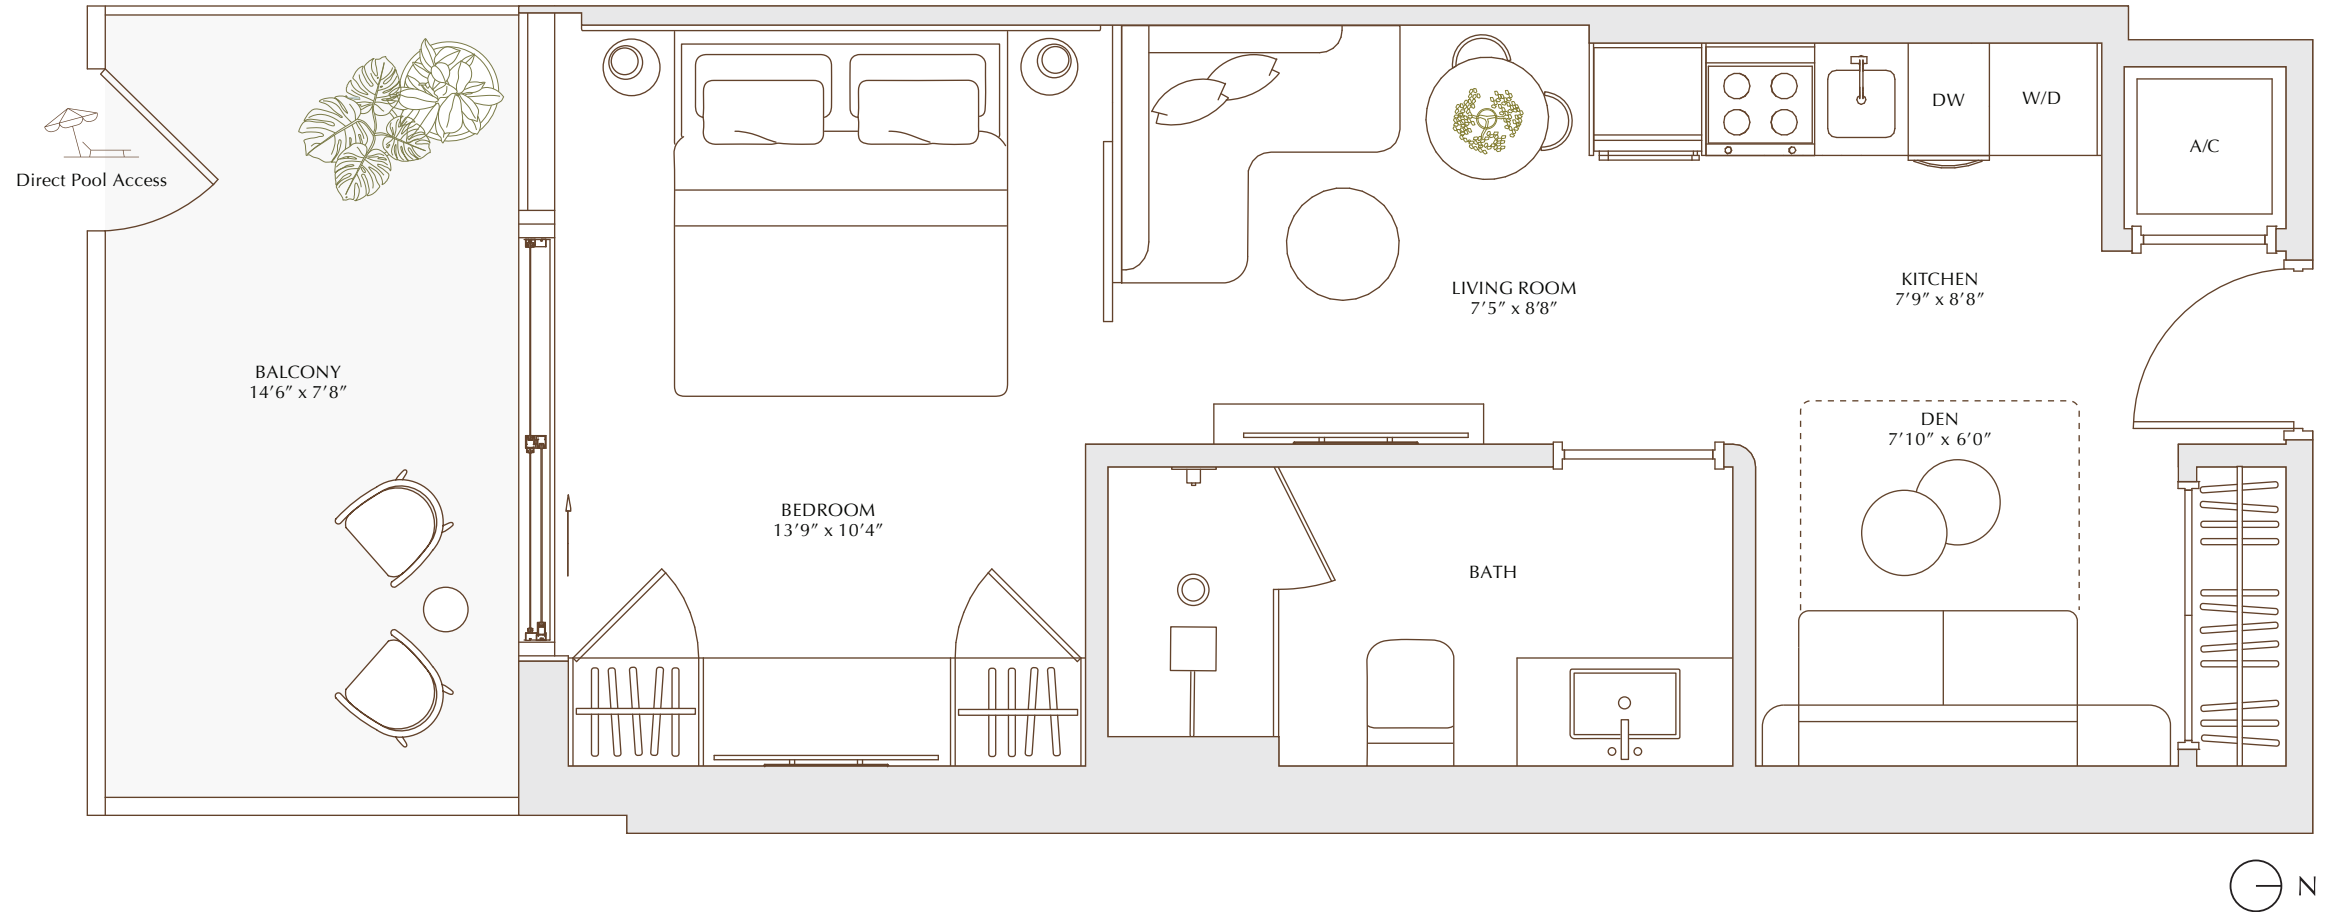 Direct Pool Access
BALCONY
14′6″ x 7′8″
BEDROOM
13′9″ x 10′4″
LIVING ROOM
7′5″ x 8′8″
DW
W/D
A/C
KITCHEN
7′9″ x 8′8″
DEN
7′10″ x 6′0″
BATH
N